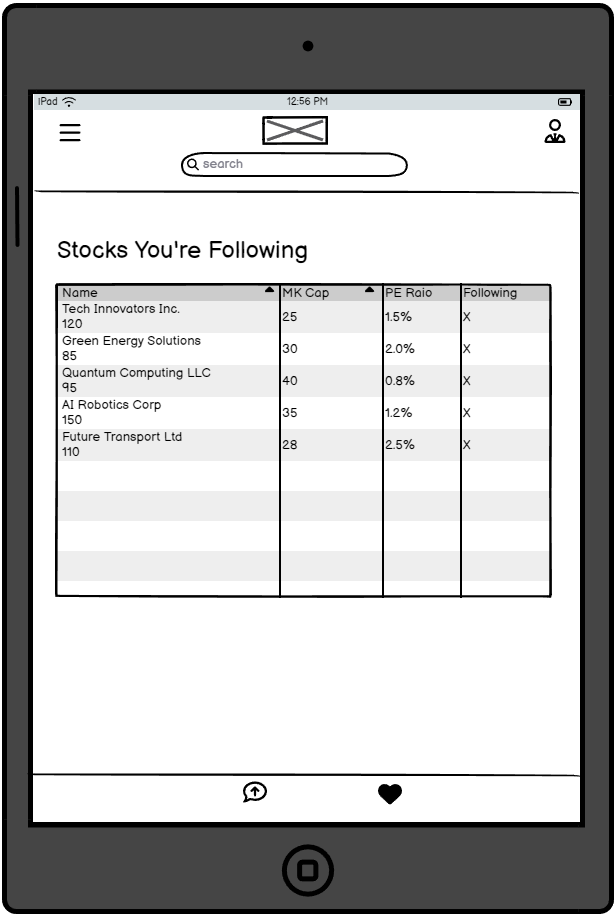 iPad 12:56 PM
search
Stocks You're Following
Name MK Cap PE Raio Following
Tech Innovators Inc.
120 25 1.5% X
Green Energy Solutions
85 30 2.0% X
Quantum Computing LLC
95 40 0.8% X
AI Robotics Corp
150 35 1.2% X
Future Transport Ltd
110 28 2.5% X